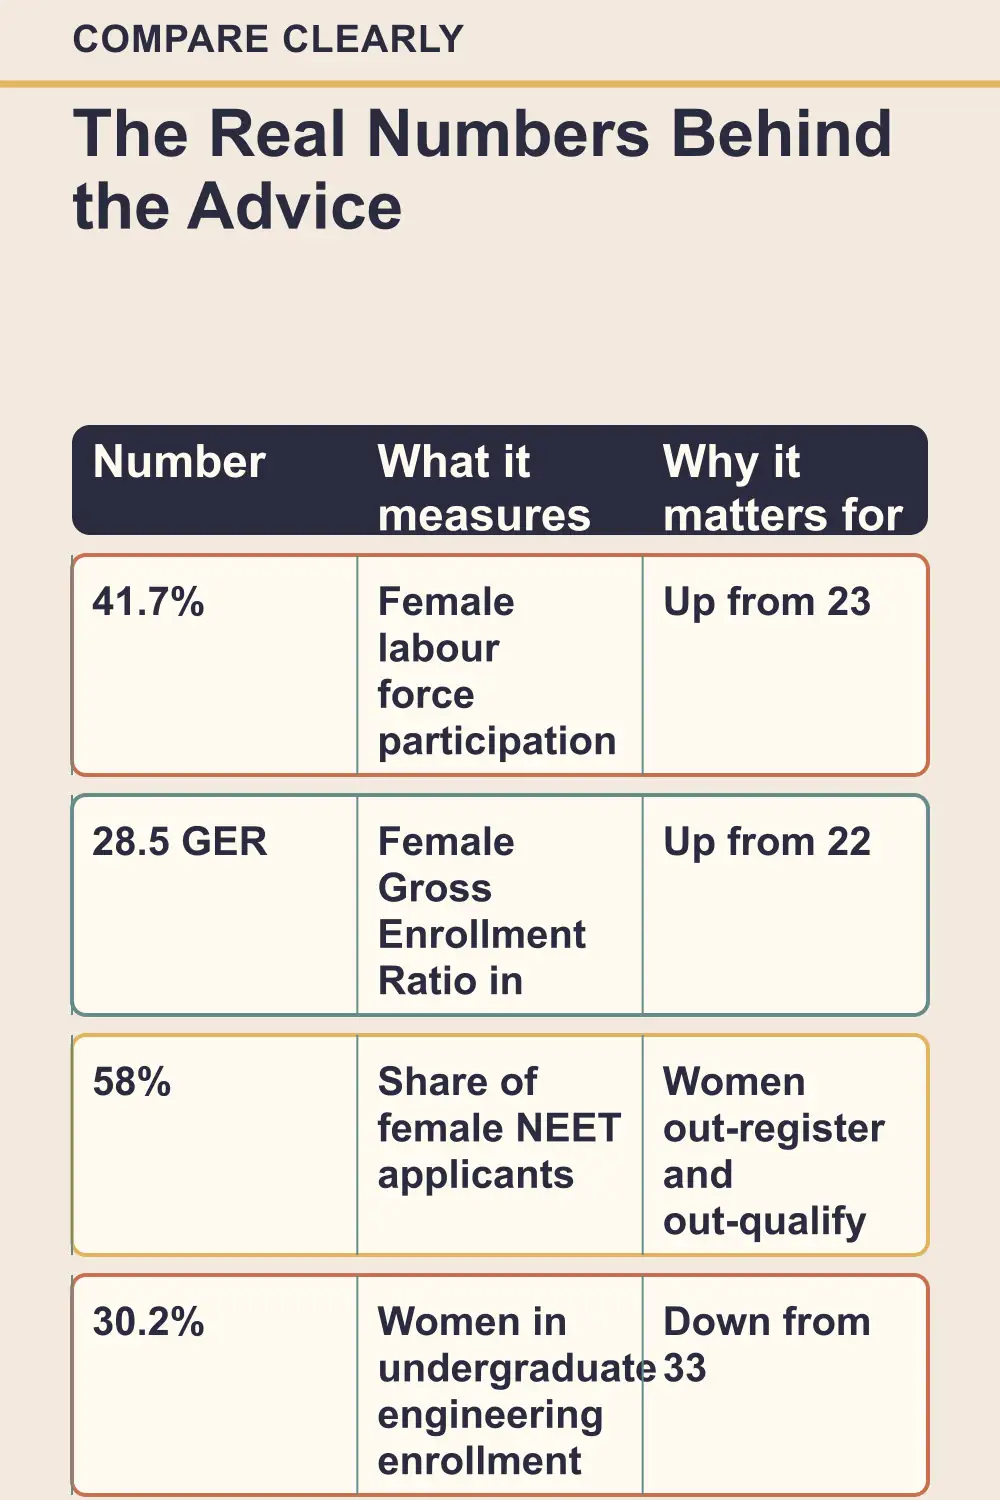 COMPARE CLEARLY
The Real Numbers Behind
the Advice
Number
What it
measures
Why it
matters for
41.7%
Female
labour
force
participation
Up from 23
28.5 GER
Female
Gross
Enrollment
Ratio in
Up from 22
58%
Share of
female NEET
applicants
Women
out-register
and
out-qualify
30.2%
Women in
undergraduate
engineering
enrollment
Down from
33